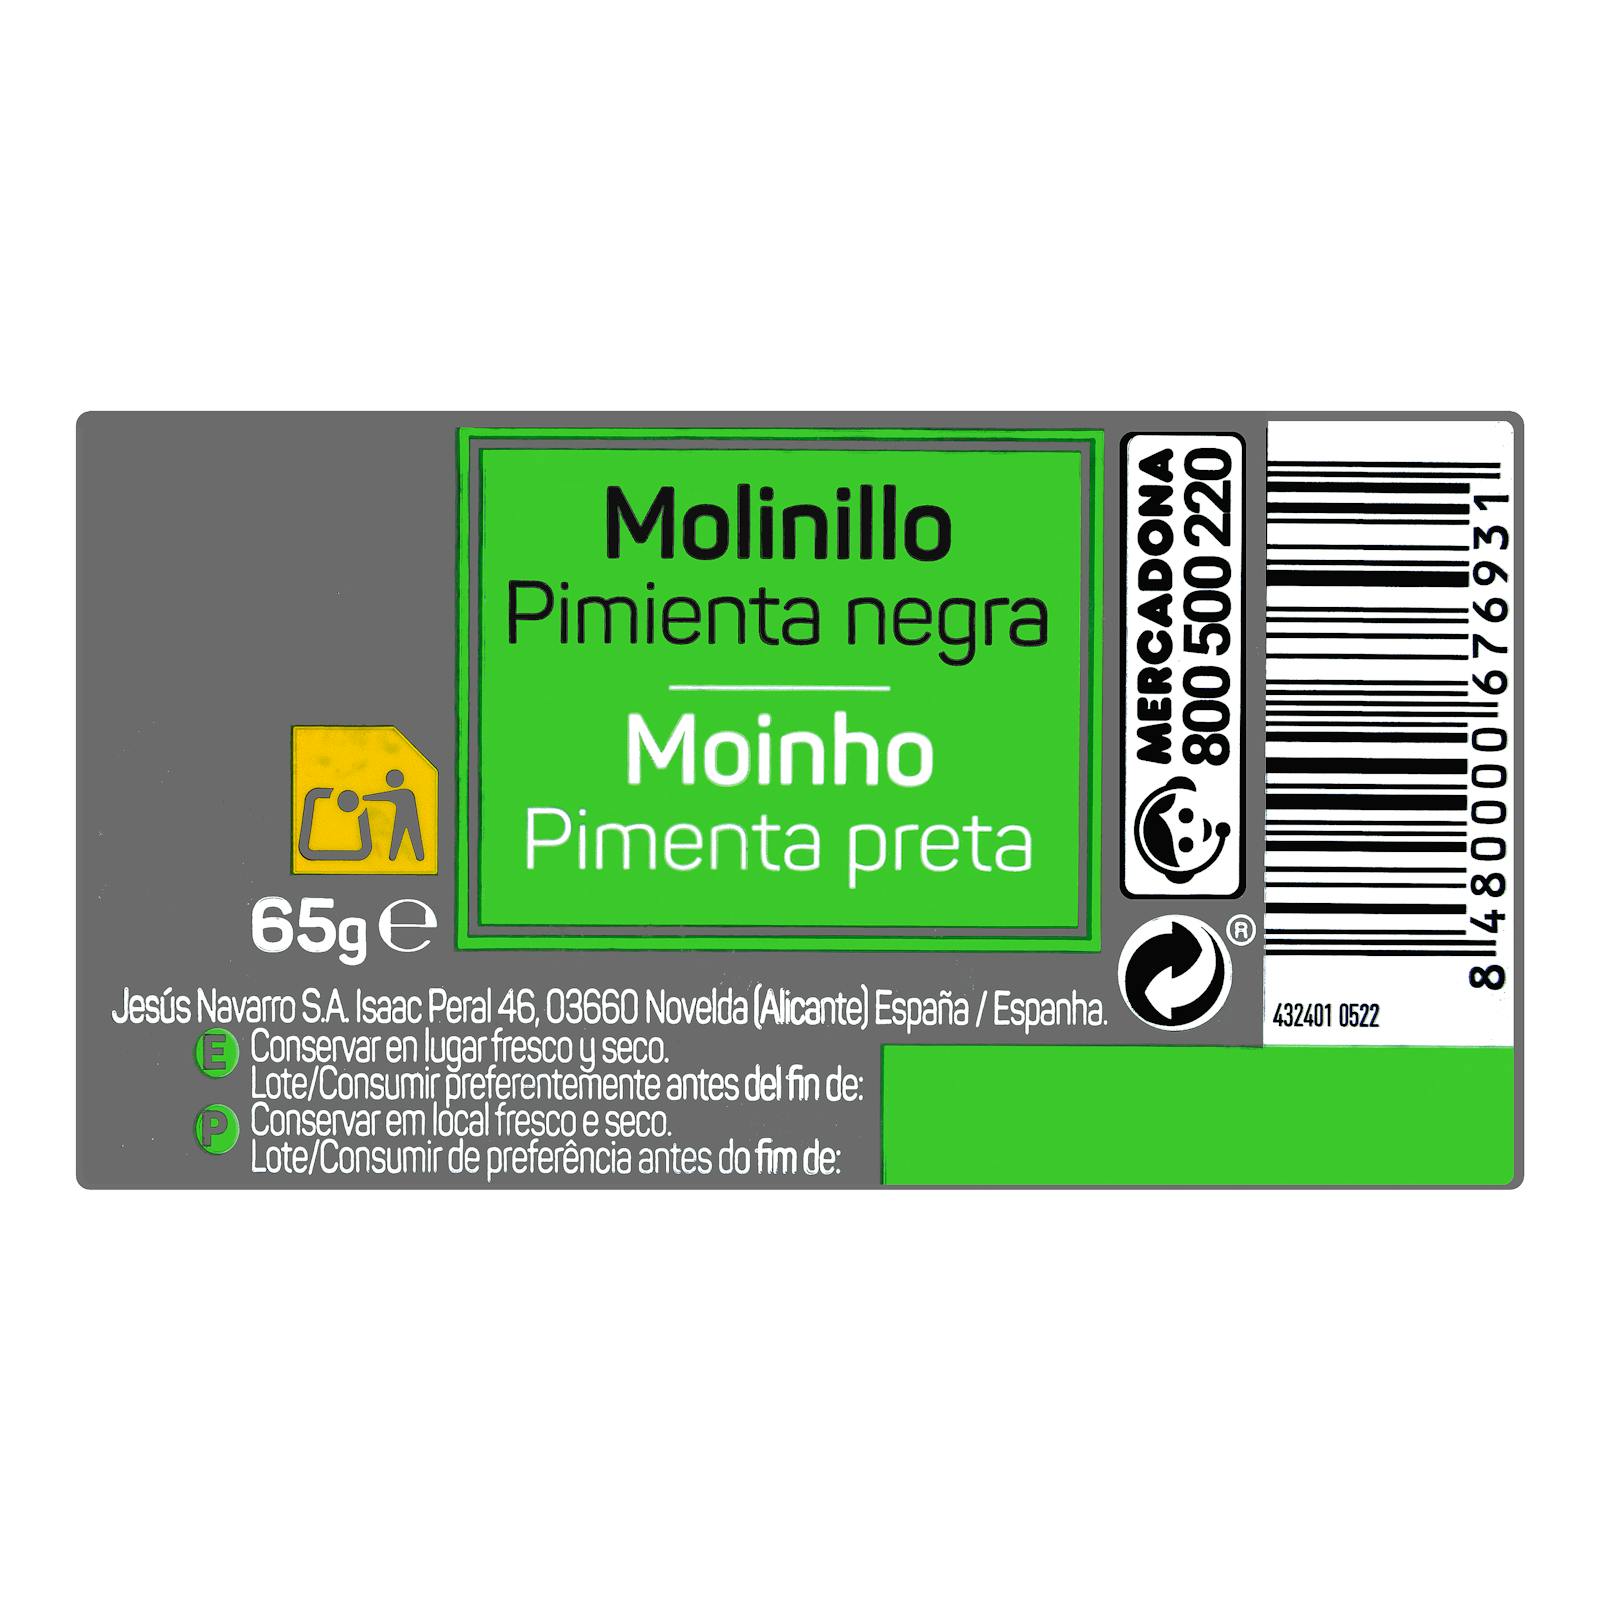 Molinillo
Pimienta negra
Moinho
Pimenta preta
65g ℮
Jesús Navarro S.A. Isaac Peral 46, 03660 Novelda (Alicante) España / Espanha.
E Conservar en lugar fresco y seco.
Lote/Consumir preferentemente antes del fin de:
P Conservar em local fresco e seco.
Lote/Consumir de preferência antes do fim de:
MERCADONA
800 500 220
®
8 480000 676931
432401 0522